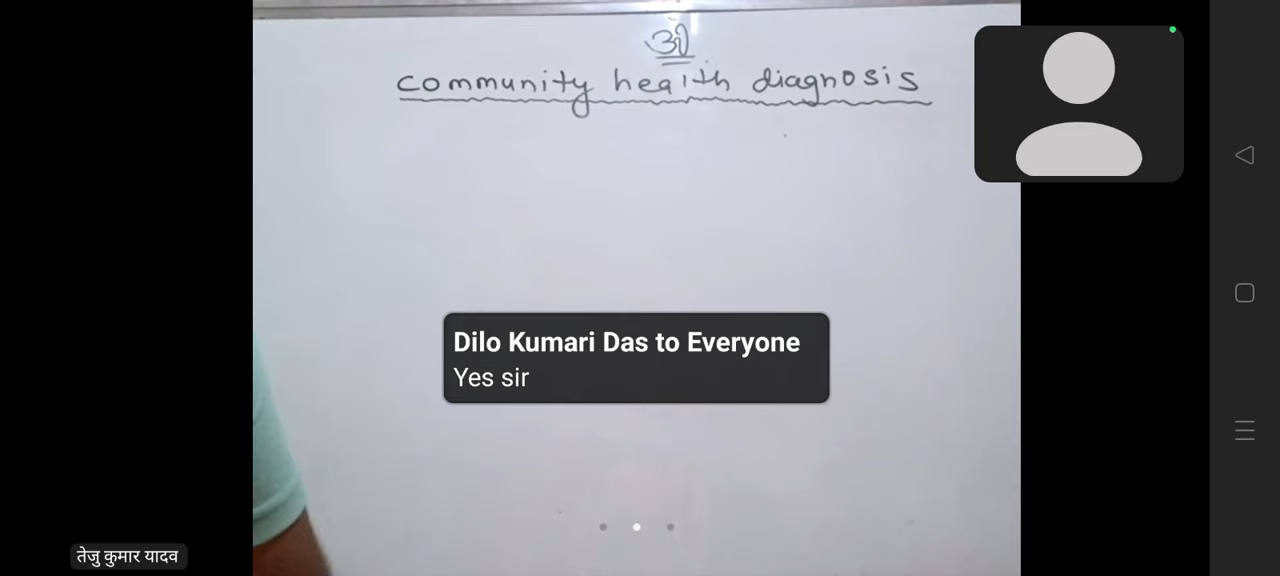 ओं
community health diagnosis
Dilo Kumari Das to Everyone
Yes sir
तेजु कुमार यादव